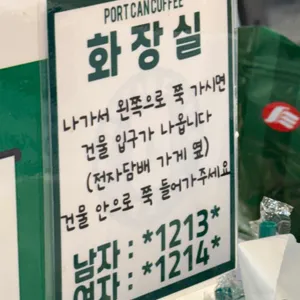 PORT CAN COFFEE
화장실
나가서 왼쪽으로 쭉 가시면
건물 입구가 나옵니다
(전자담배 가게 옆)
건물 안으로 쭉 들어가주세요
남자 : *1213*
여자 : *1214*